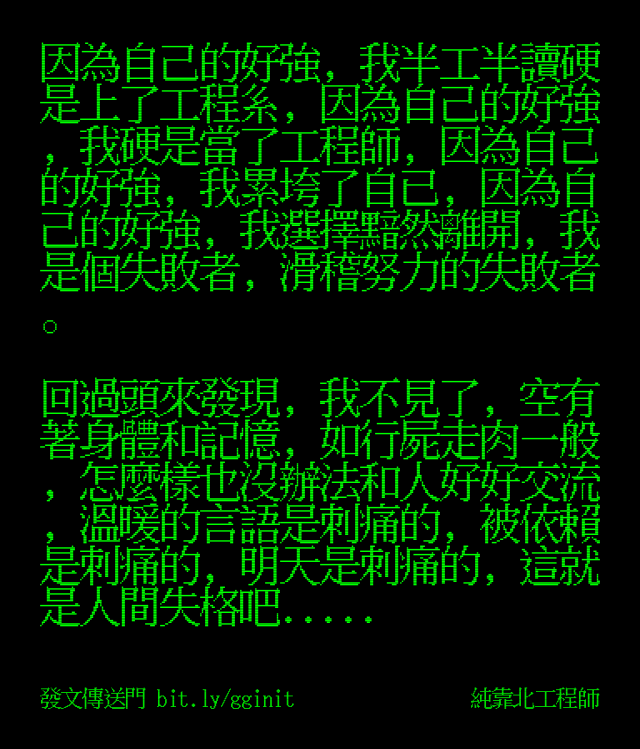 因為自己的好強，我半工半讀硬
是上了工程系，因為自己的好強
，我硬是當了工程師，因為自己
的好強，我累垮了自己，因為自
己的好強，我選擇黯然離開，我
是個失敗者，滑稽努力的失敗者
。
回過頭來發現，我不見了，空有
著身體和記憶，如行屍走肉一般
，怎麼樣也沒辦法和人好好交流
，溫暖的言語是刺痛的，被依賴
是刺痛的，明天是刺痛的，這就
是人間失格吧.....
發文傳送門 bit.ly/gginit
純靠北工程師